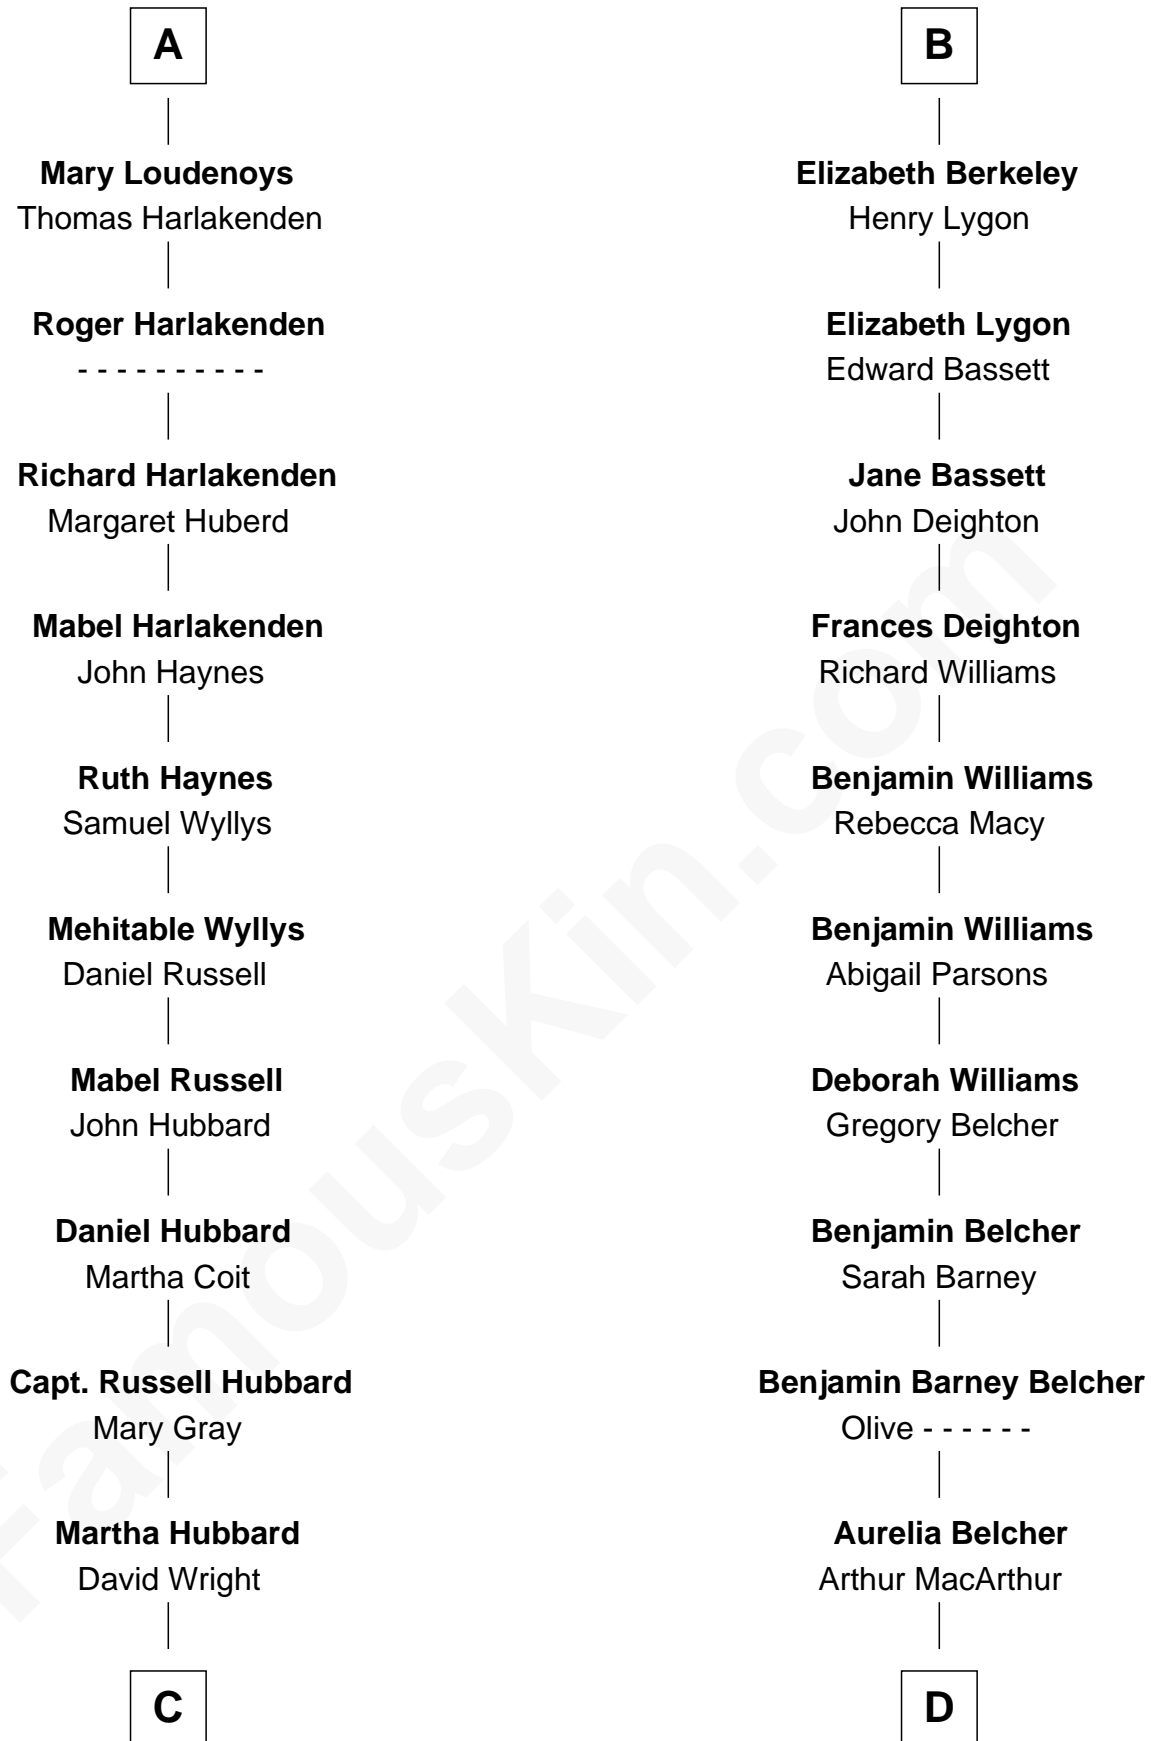 A
Mary Loudenoys
Thomas Harlakenden
Roger Harlakenden
- - - - - - - - - -
Richard Harlakenden
Margaret Huberd
Mabel Harlakenden
John Haynes
Ruth Haynes
Samuel Wyllys
Mehitable Wyllys
Daniel Russell
Mabel Russell
John Hubbard
Daniel Hubbard
Martha Coit
Capt. Russell Hubbard
Mary Gray
Martha Hubbard
David Wright
C
B
Elizabeth Berkeley
Henry Lygon
Elizabeth Lygon
Edward Bassett
Jane Bassett
John Deighton
Frances Deighton
Richard Williams
Benjamin Williams
Rebecca Macy
Benjamin Williams
Abigail Parsons
Deborah Williams
Gregory Belcher
Benjamin Belcher
Sarah Barney
Benjamin Barney Belcher
Olive - - - - - -
Aurelia Belcher
Arthur MacArthur
D
FamousKin.com